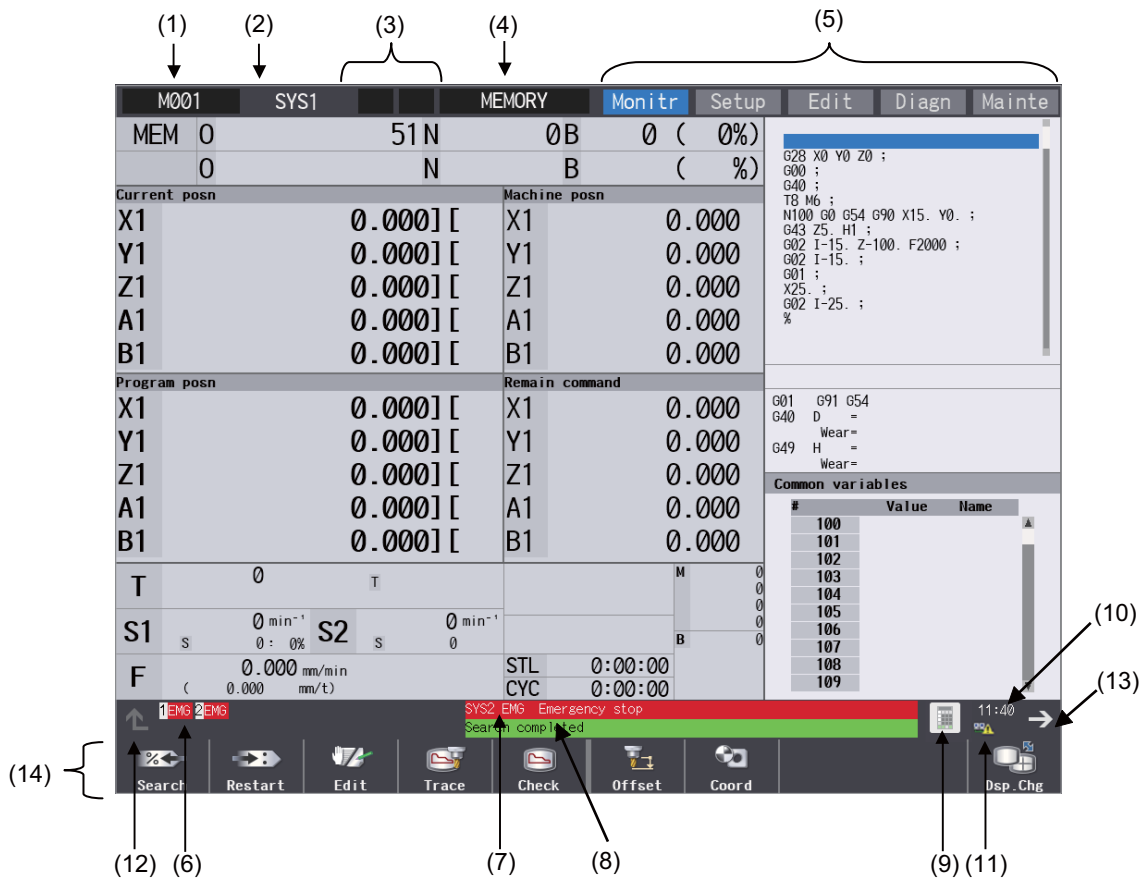 (1) (2) (3) (4) (5)
M001 SYS1 MEMORY Monitr Setup Edit Diagn Mainte
MEM O 51 N 0 B 0 ( 0%)
O N B ( %)
G28 X0 Y0 Z0 ;
G00 ;
G40 ;
T8 M6 ;
N100 G0 G54 G90 X15. Y0. ;
G43 Z5. H1 ;
G02 I-15. Z-100. F2000 ;
G02 I-15. ;
G01 ;
X25. ;
G02 I-25. ;
%
Current posn
X1 0.000] [
Y1 0.000] [
Z1 0.000] [
A1 0.000] [
B1 0.000] [
Machine posn
X1 0.000
Y1 0.000
Z1 0.000
A1 0.000
B1 0.000
Program posn
X1 0.000] [
Y1 0.000] [
Z1 0.000] [
A1 0.000] [
B1 0.000] [
Remain command
X1 0.000
Y1 0.000
Z1 0.000
A1 0.000
B1 0.000
G01 G91 G54
G40 D =
Wear=
G49 H =
Wear=
Common variables
# Value Name
100
101
102
103
104
105
106
107
108
109
T 0 T
M 0
0
0
0
B 0
S1 0 min⁻¹ S2 0 min⁻¹
S 0: 0% S 0
F 0.000 mm/min
( 0.000 mm/t)
STL 0:00:00
CYC 0:00:00
(10)
(13)
1 EMG 2 EMG
SYS2 EMG Emergency stop
Search completed
11:40
(14)
Search Restart Edit Trace Check Offset Coord Dsp.Chg
(12) (6) (7) (8) (9) (11)